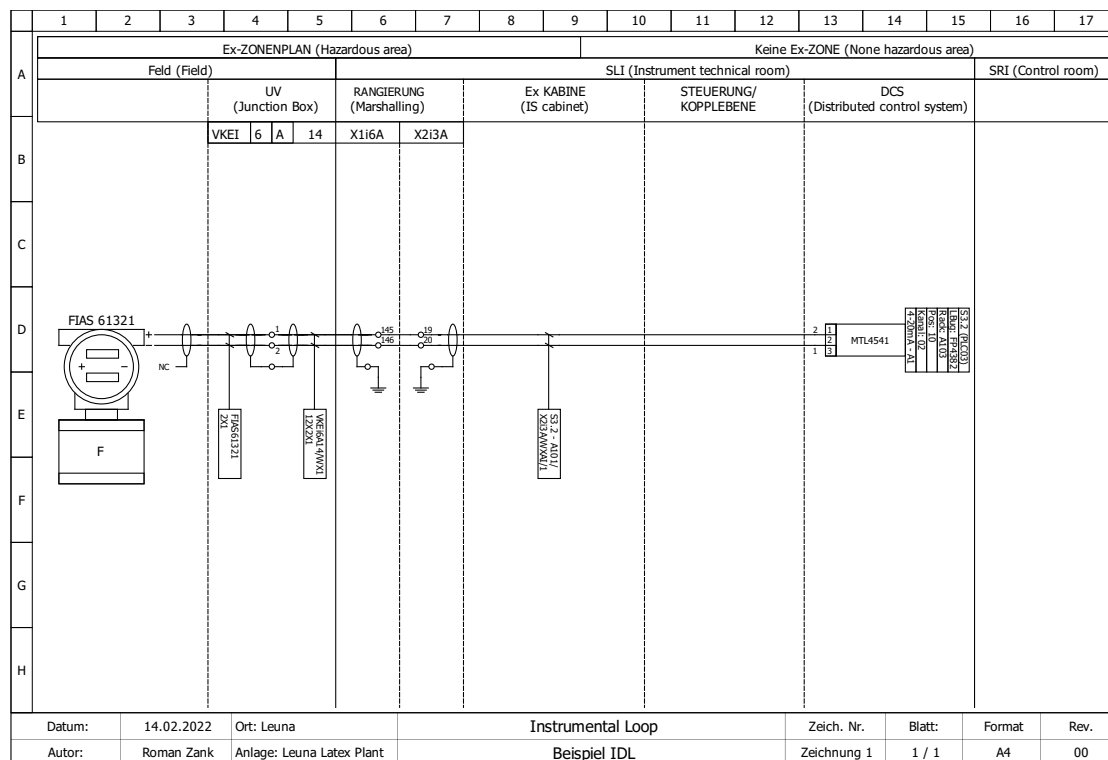 1 2 3 4 5 6 7 8 9 10 11 12 13 14 15 16 17
A
Ex-ZONENPLAN (Hazardous area)
Keine Ex-ZONE (None hazardous area)
Feld (Field)
SLI (Instrument technical room)
SRI (Control room)
UV
(Junction Box)
RANGIERUNG
(Marshalling)
Ex KABINE
(IS cabinet)
STEUERUNG/
KOPPLEBENE
DCS
(Distributed control system)
VKEI 6 A 14
X1i6A
X2i3A
B
C
D
FIAS 61321
+
−
+ −
NC
1
2
145
146
19
20
2
1
1
2
3
MTL4541
S3.2 (PLC03)
LBug: FP4382
Rack: A103
Pos: 10
Kanal: 02
4-20mA - A1
E
F
FIAS61321
2X1
VKEI6A14/WX1
12X2X1
S3.2 - A101/
X2i3A/WXAI/1
F
G
H
Datum: 14.02.2022 Ort: Leuna
Instrumental Loop
Zeich. Nr. Blatt: Format Rev.
Autor: Roman Zank Anlage: Leuna Latex Plant
Beispiel IDL
Zeichnung 1 1 / 1 A4 00